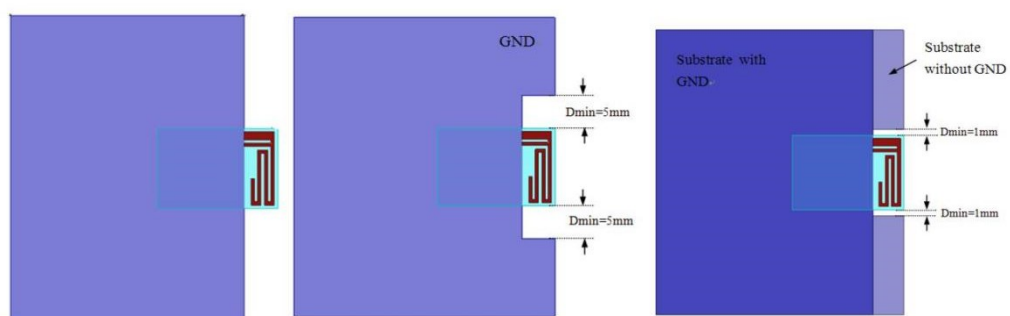 GND
Dmin=5mm
Dmin=5mm
Substrate with
GND
Substrate
without GND
Dmin=1mm
Dmin=1mm